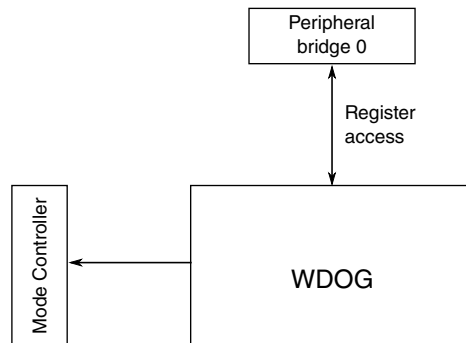 Peripheral
bridge 0
Register
access
Mode Controller
WDOG